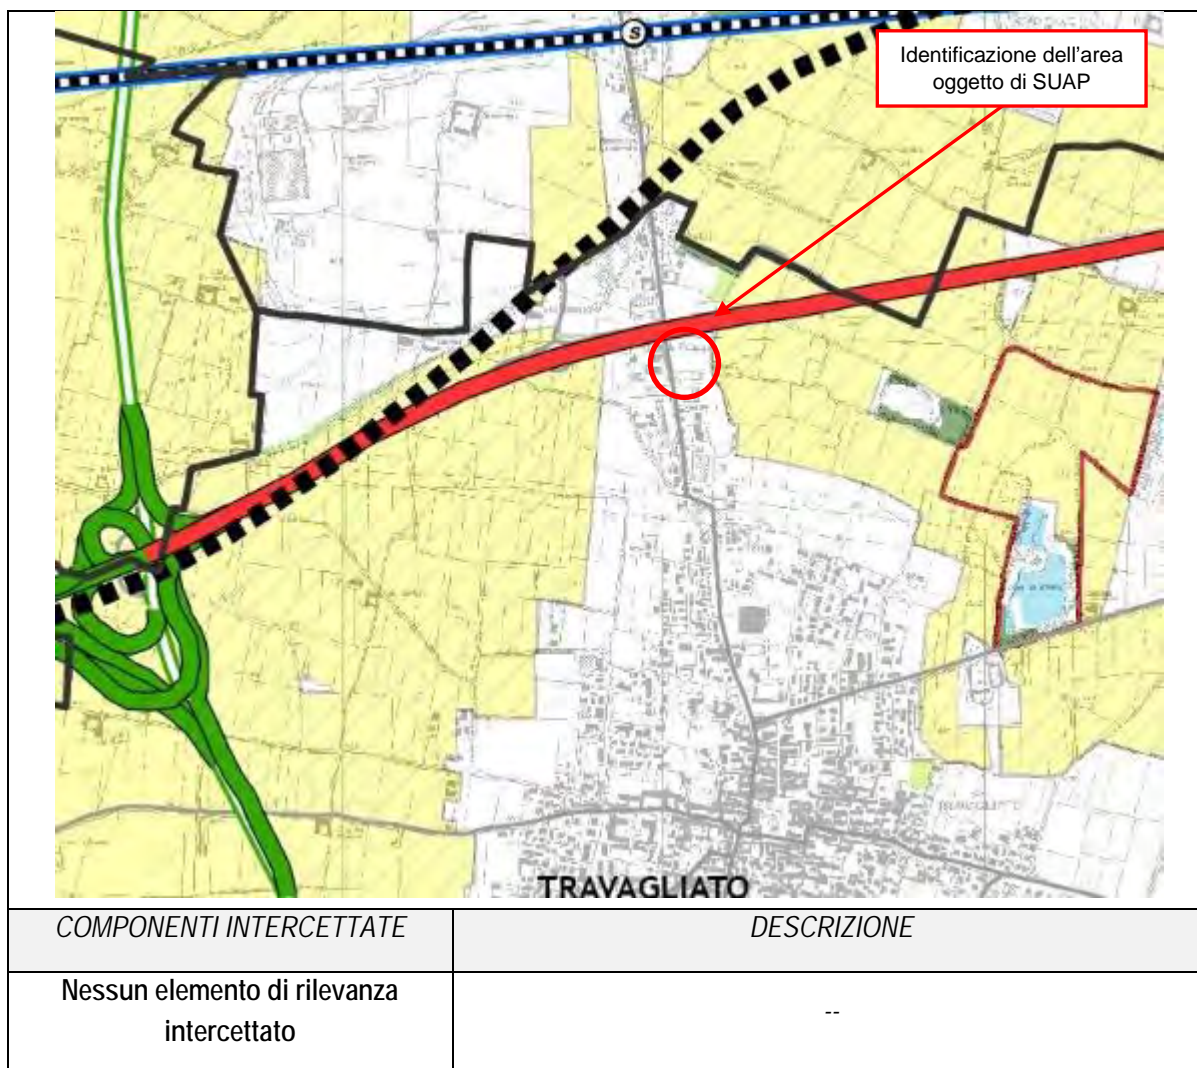 S
Identificazione dell'area
oggetto di SUAP
TRAVAGLIATO
COMPONENTI INTERCETTATE
DESCRIZIONE
Nessun elemento di rilevanza
intercettato
--